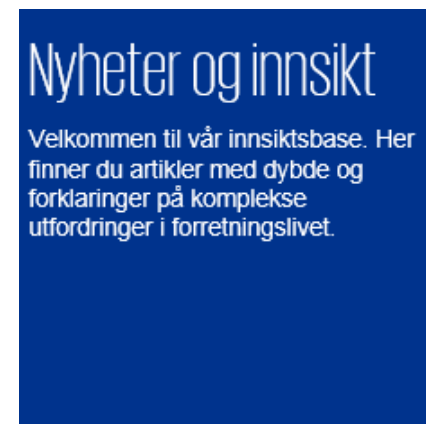 Nyheter og innsikt
Velkommen til vår innsiktsbase. Her
finner du artikler med dybde og
forklaringer på komplekse
utfordringer i forretningslivet.